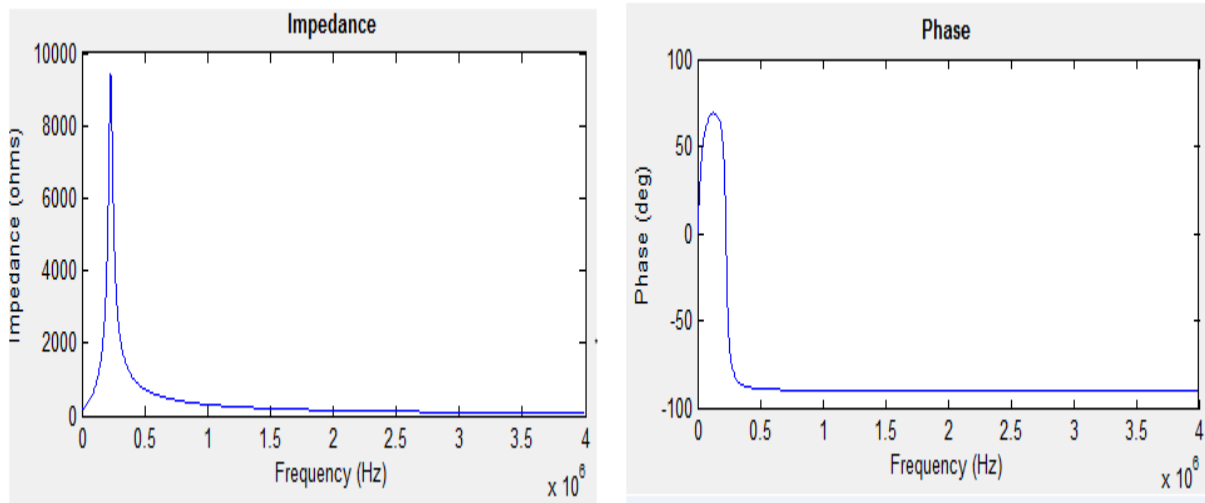 Impedance
10000
8000
6000
4000
2000
0
Impedance (ohms)
0 0.5 1 1.5 2 2.5 3 3.5 4
Frequency (Hz)
x 10^6
Phase
100
50
0
-50
-100
Phase (deg)
0 0.5 1 1.5 2 2.5 3 3.5 4
Frequency (Hz)
x 10^6